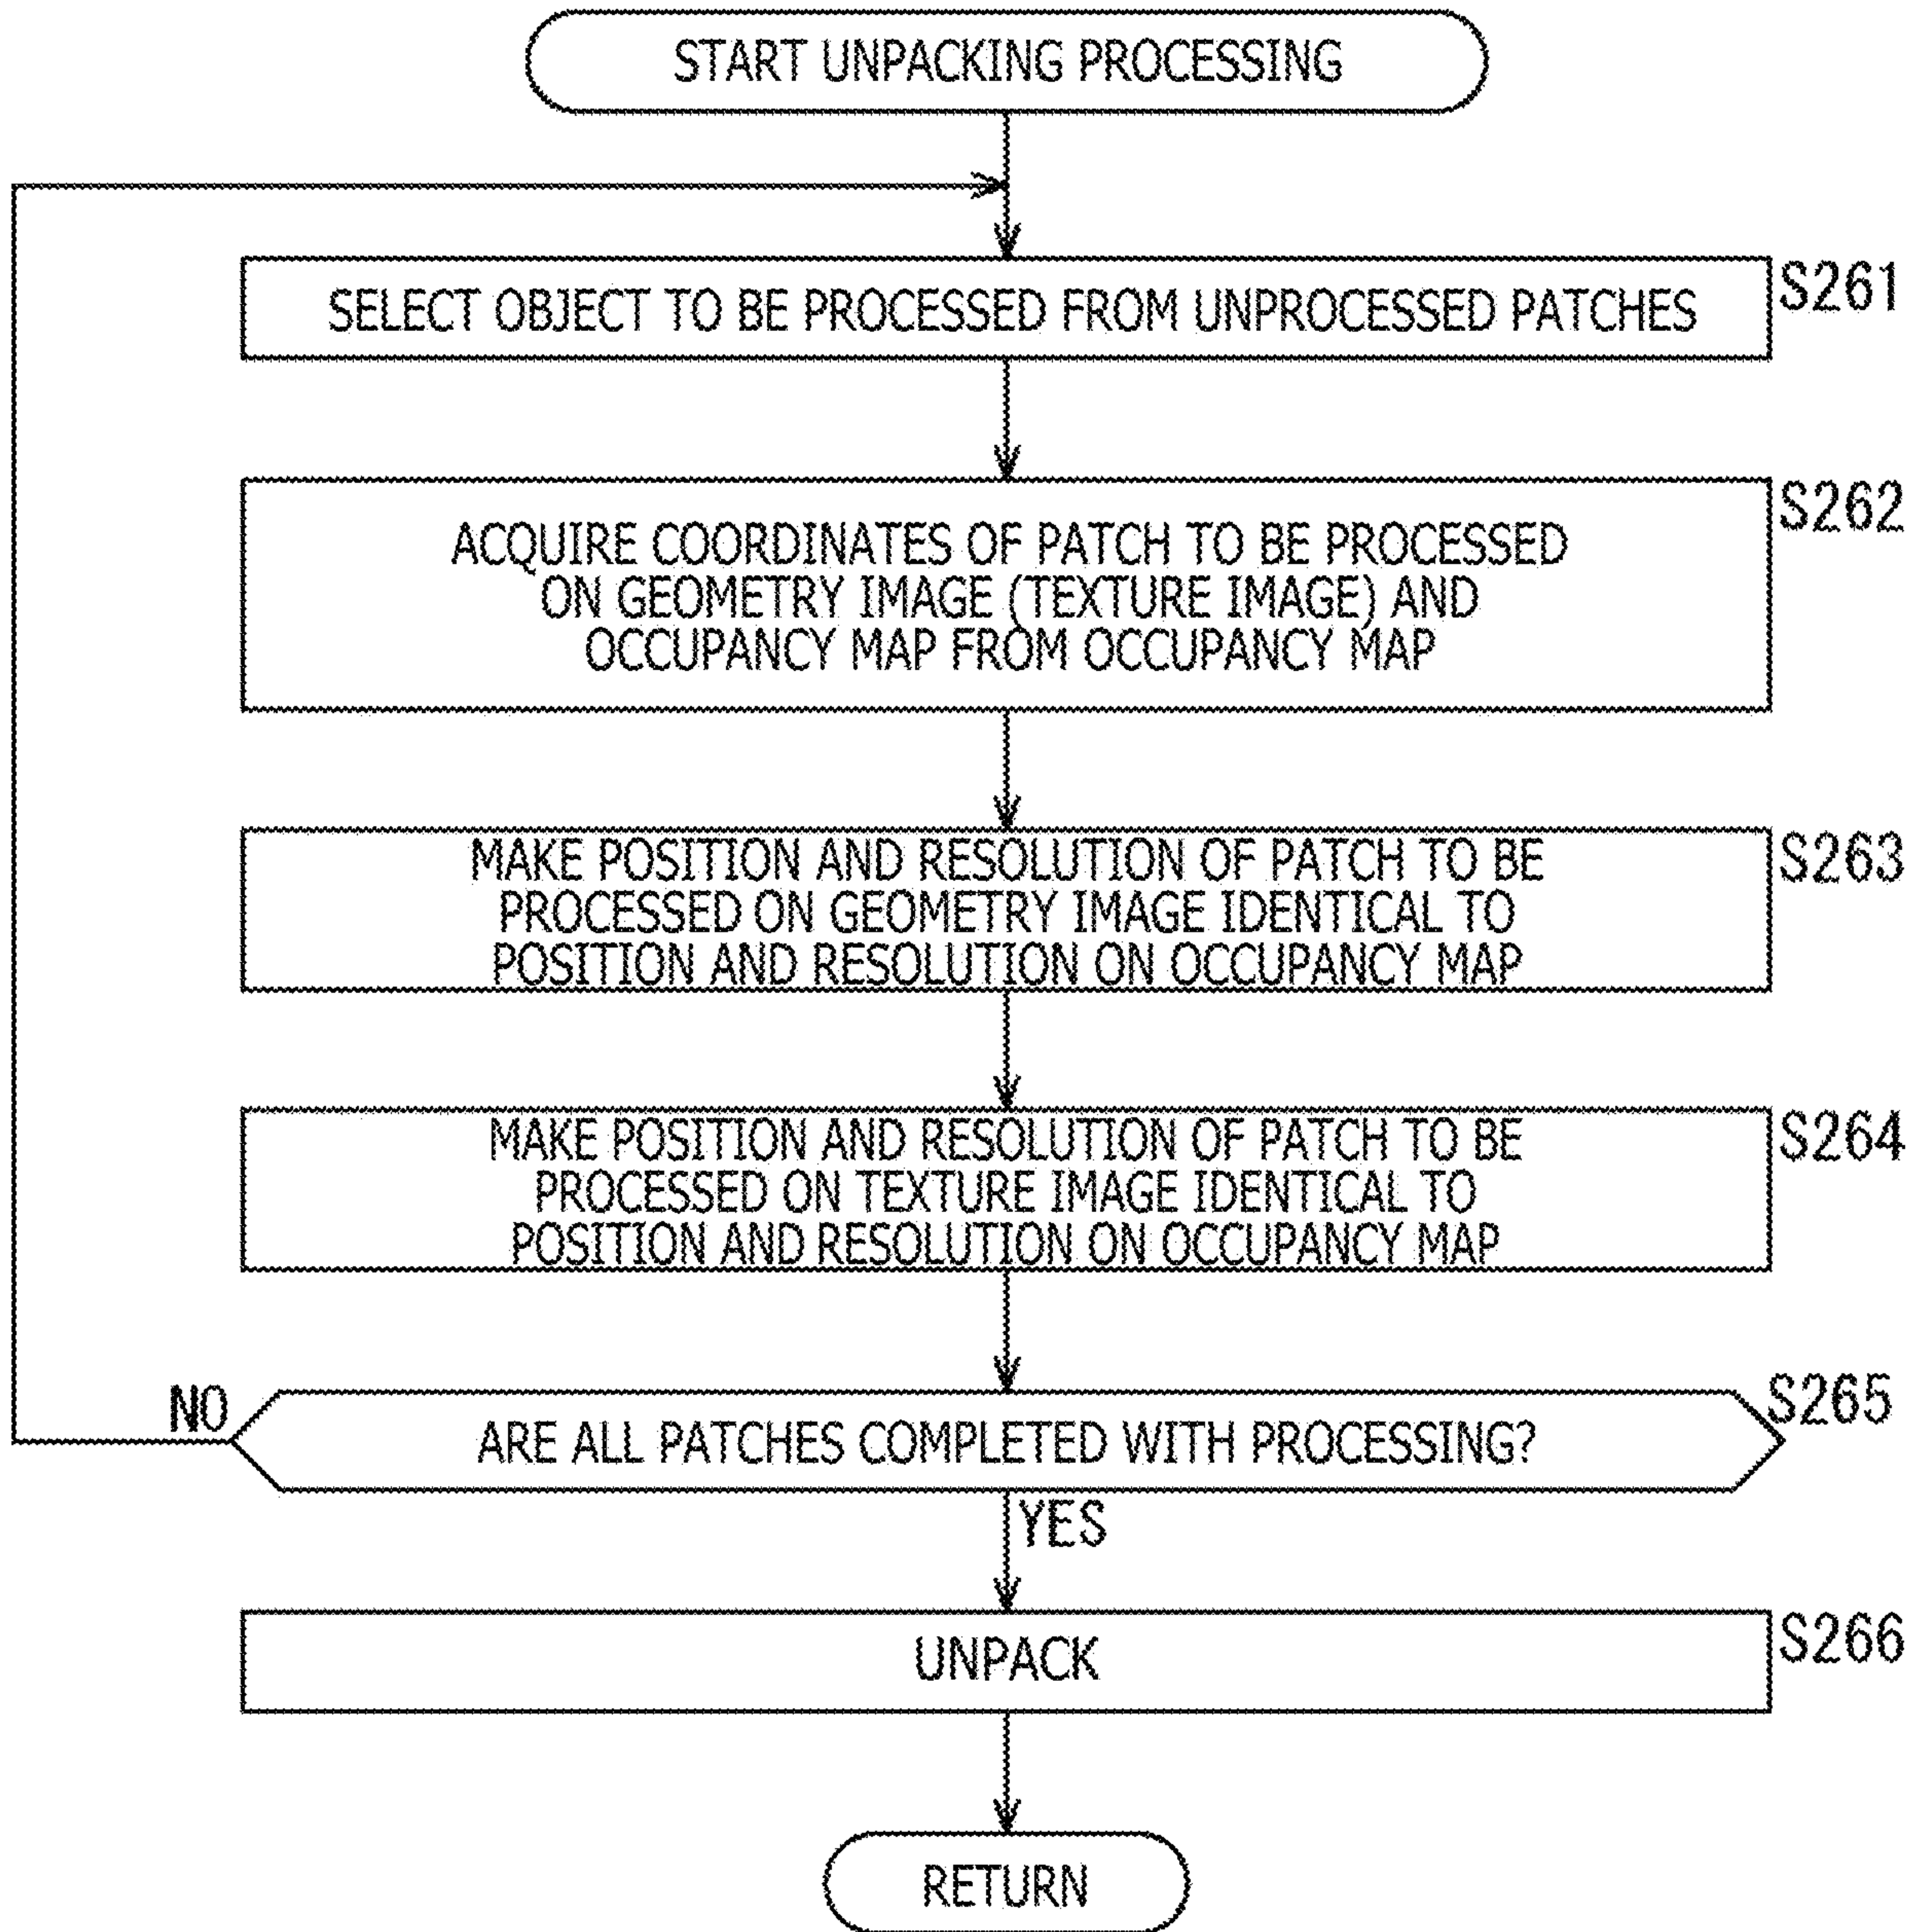 START UNPACKING PROCESSING
SELECT OBJECT TO BE PROCESSED FROM UNPROCESSED PATCHES
S261
ACQUIRE COORDINATES OF PATCH TO BE PROCESSED
ON GEOMETRY IMAGE (TEXTURE IMAGE) AND
OCCUPANCY MAP FROM OCCUPANCY MAP
S262
MAKE POSITION AND RESOLUTION OF PATCH TO BE
PROCESSED ON GEOMETRY IMAGE IDENTICAL TO
POSITION AND RESOLUTION ON OCCUPANCY MAP
S263
MAKE POSITION AND RESOLUTION OF PATCH TO BE
PROCESSED ON TEXTURE IMAGE IDENTICAL TO
POSITION AND RESOLUTION ON OCCUPANCY MAP
S264
NO
ARE ALL PATCHES COMPLETED WITH PROCESSING?
S265
YES
UNPACK
S266
RETURN